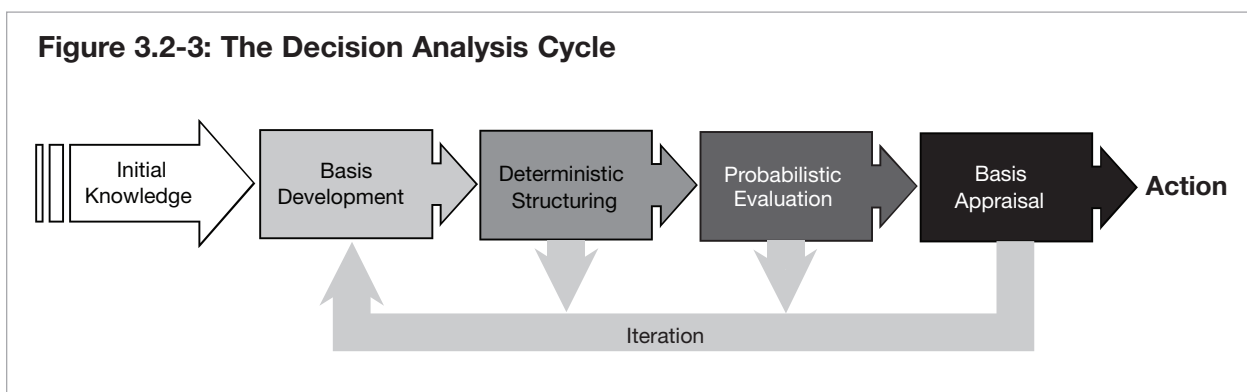 Figure 3.2-3: The Decision Analysis Cycle
Initial
Knowledge
Basis
Development
Deterministic
Structuring
Probabilistic
Evaluation
Basis
Appraisal
Action
Iteration